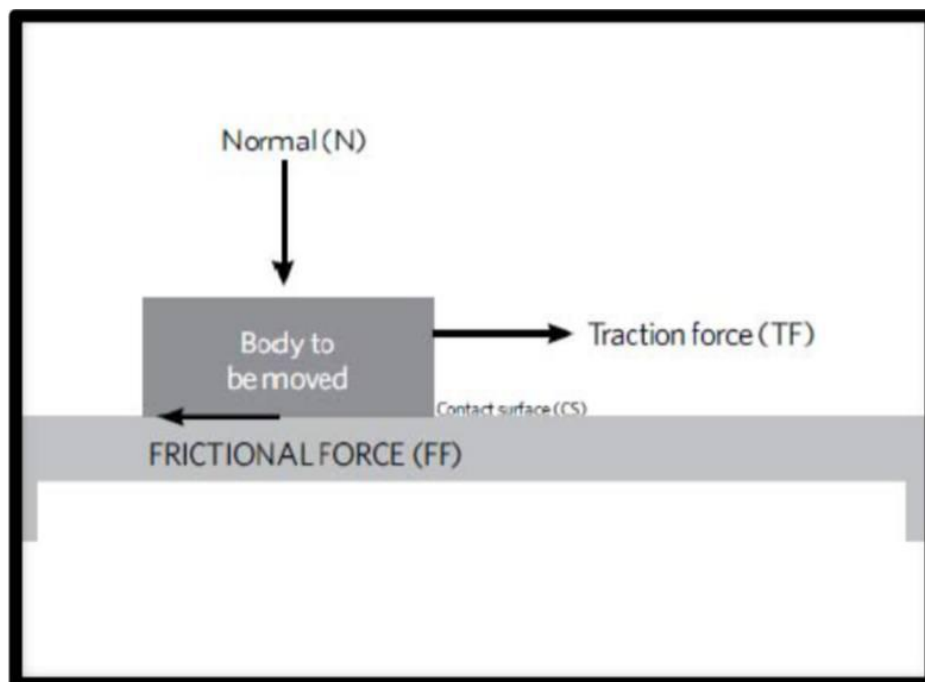 Normal (N)
Body to
be moved
Traction force (TF)
Contact surface (CS)
FRICTIONAL FORCE (FF)